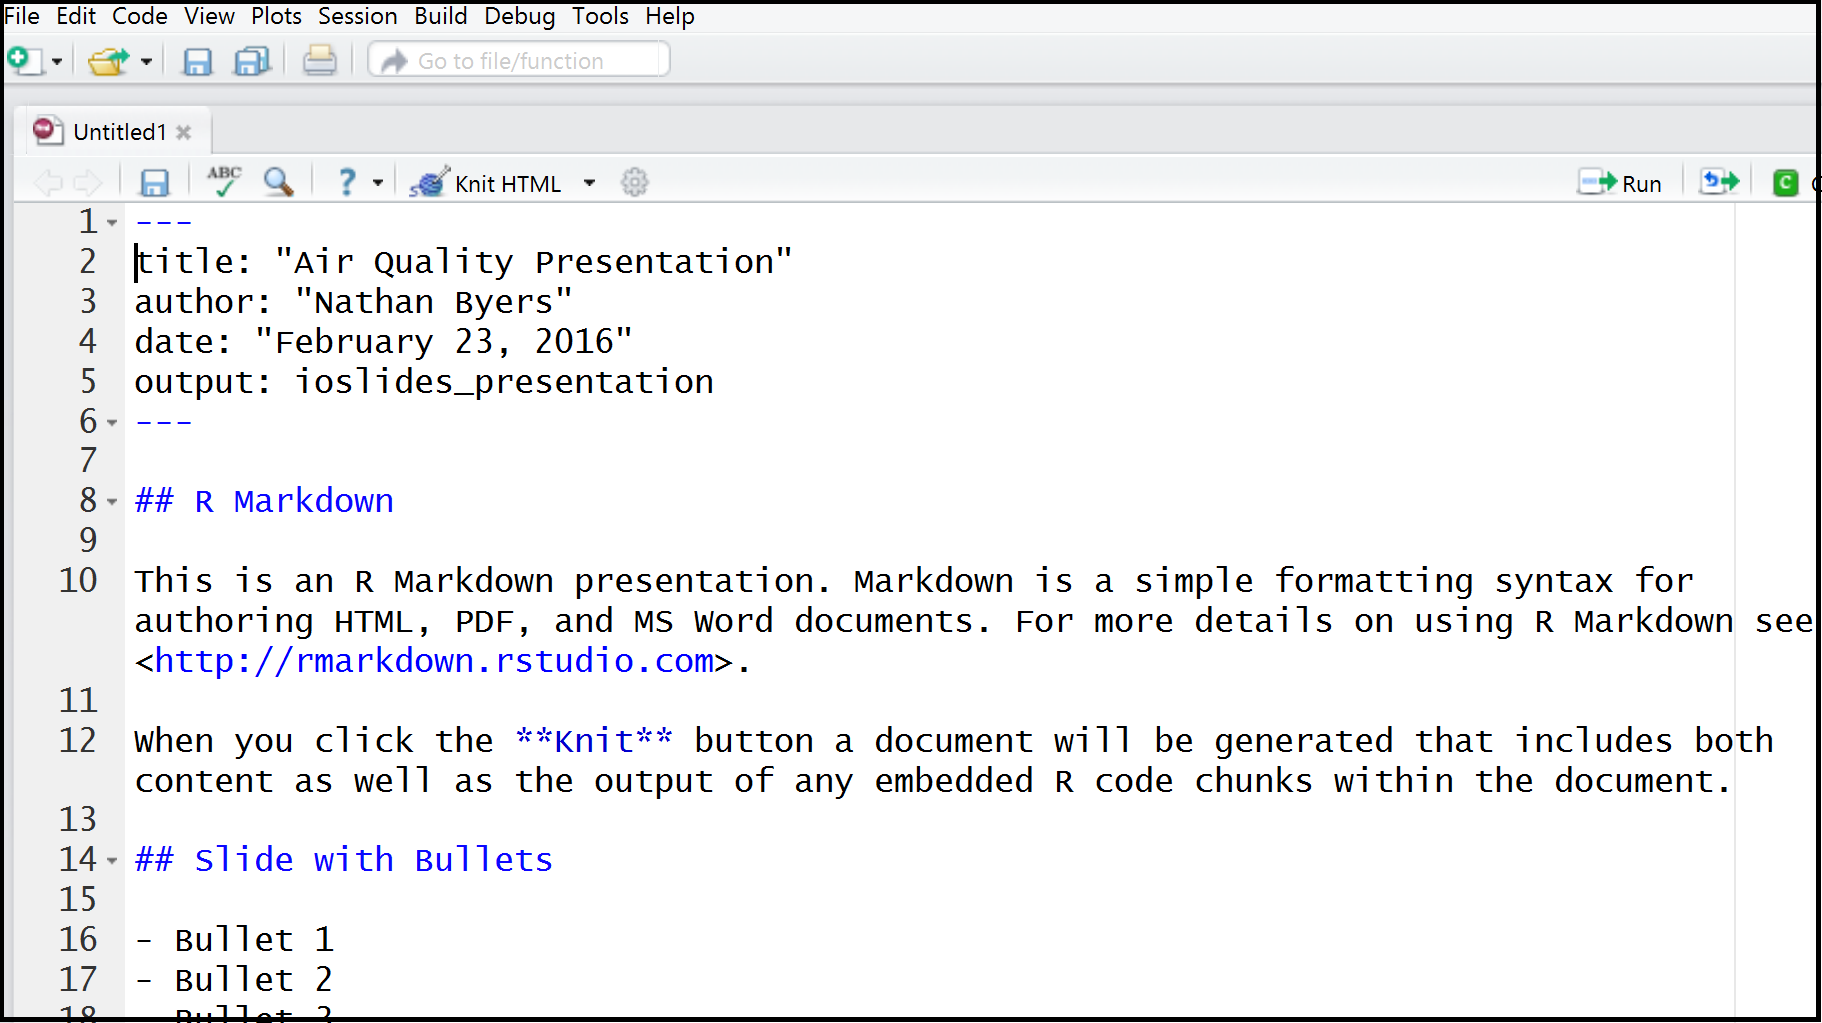 File Edit Code View Plots Session Build Debug Tools Help
Go to file/function
Untitled1
ABC ? Knit HTML Run C
1 ---
2 title: "Air Quality Presentation"
3 author: "Nathan Byers"
4 date: "February 23, 2016"
5 output: ioslides_presentation
6 ---
7
8 ## R Markdown
9
10 This is an R Markdown presentation. Markdown is a simple formatting syntax for
authoring HTML, PDF, and MS Word documents. For more details on using R Markdown see
<http://rmarkdown.rstudio.com>.
11
12 When you click the **Knit** button a document will be generated that includes both
content as well as the output of any embedded R code chunks within the document.
13
14 ## Slide with Bullets
15
16 - Bullet 1
17 - Bullet 2
18 Bullet 3